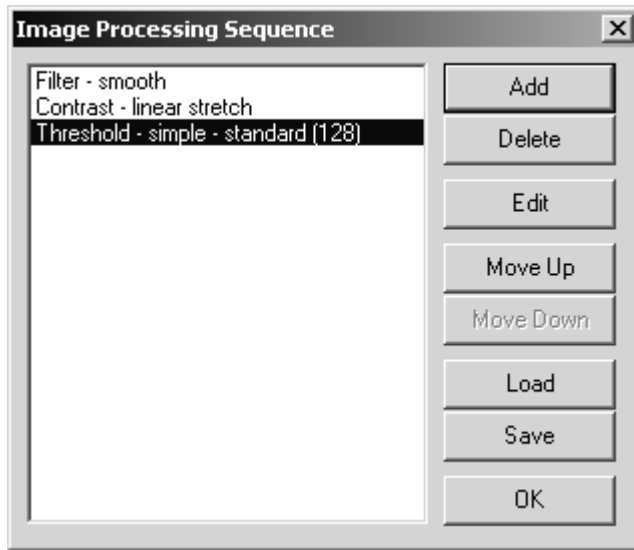 Image Processing Sequence
Filter - smooth
Contrast - linear stretch
Threshold - simple - standard (128)
Add
Delete
Edit
Move Up
Move Down
Load
Save
OK